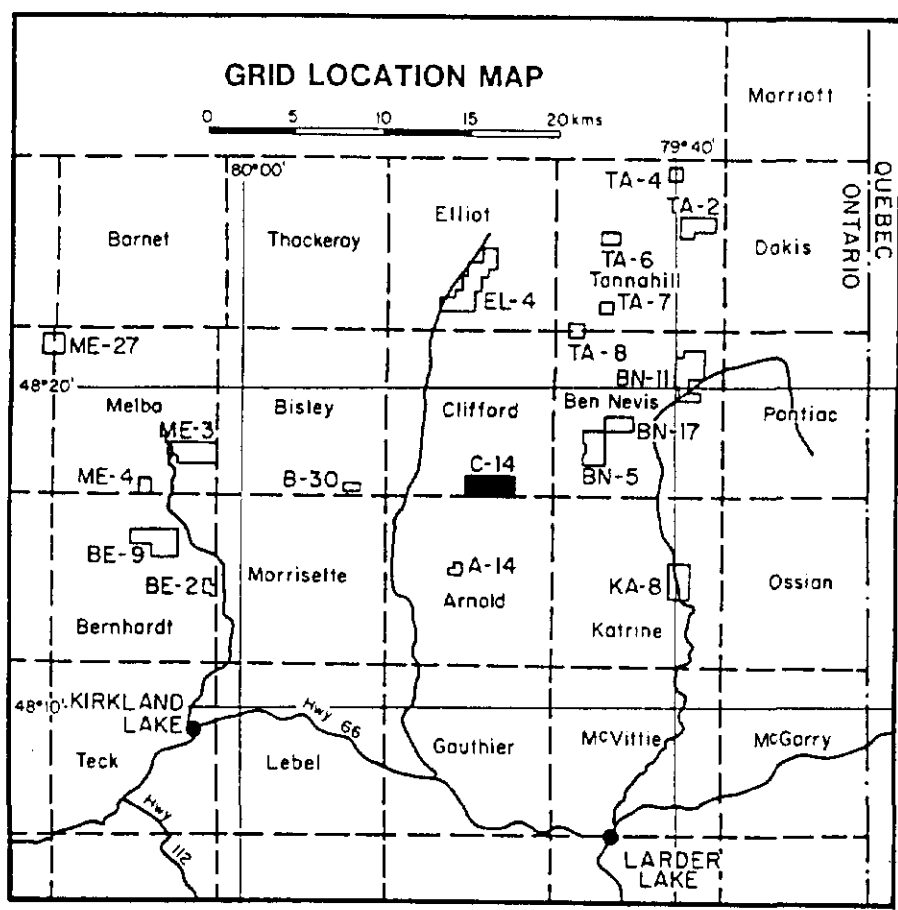 GRID LOCATION MAP
0 5 10 15 20 kms
Marriott
79°40'
80°00'
TA-4
QUEBEC
ONTARIO
Elliot
TA-2
Barnet
Thackeray
Dokis
TA-6
Tannahill
EL-4
TA-7
ME-27
TA-8
BN-11
48°20'
Melba
Bisley
Clifford
Ben Nevis
Pontiac
ME-3
BN-17
ME-4
B-30
C-14
BN-5
BE-9
BE-2
Morrisette
A-14
Arnold
KA-8
Ossian
Bernhardt
Katrine
48°10'
KIRKLAND
LAKE
Hwy 66
Gauthier
McVittie
McGarry
Teck
Lebel
Hwy
112
LARDER
LAKE